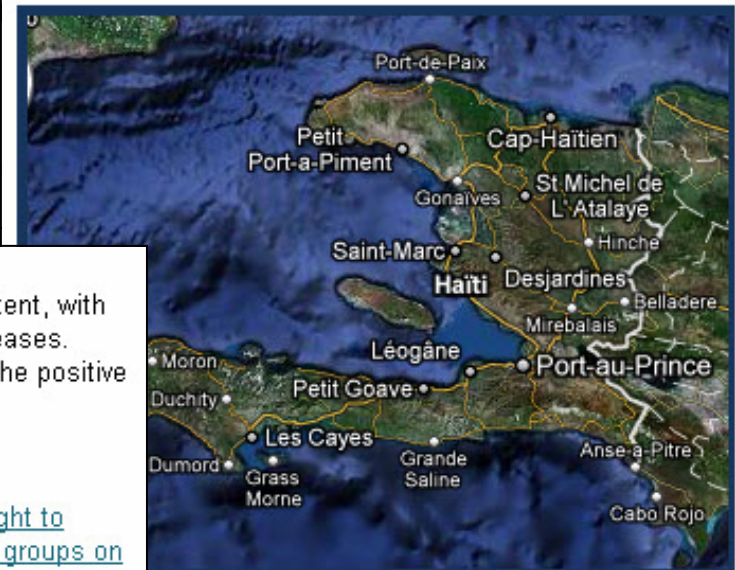 Port-de-Paix
Cap-Haïtien
Petit
Port-a-Piment
Gonaïves
St Michel de
L' Atalaye
Hinche
Saint-Marc
Haïti
Desjardines
Belladere
Mirebalais
Léogâne
Port-au-Prince
Moron
Petit Goave
Duchity
Les Cayes
Dumord
Grass
Morne
Grande
Saline
Anse-a-Pitre
Cabo Rojo
tent, with
eases.
he positive
ght to
groups on